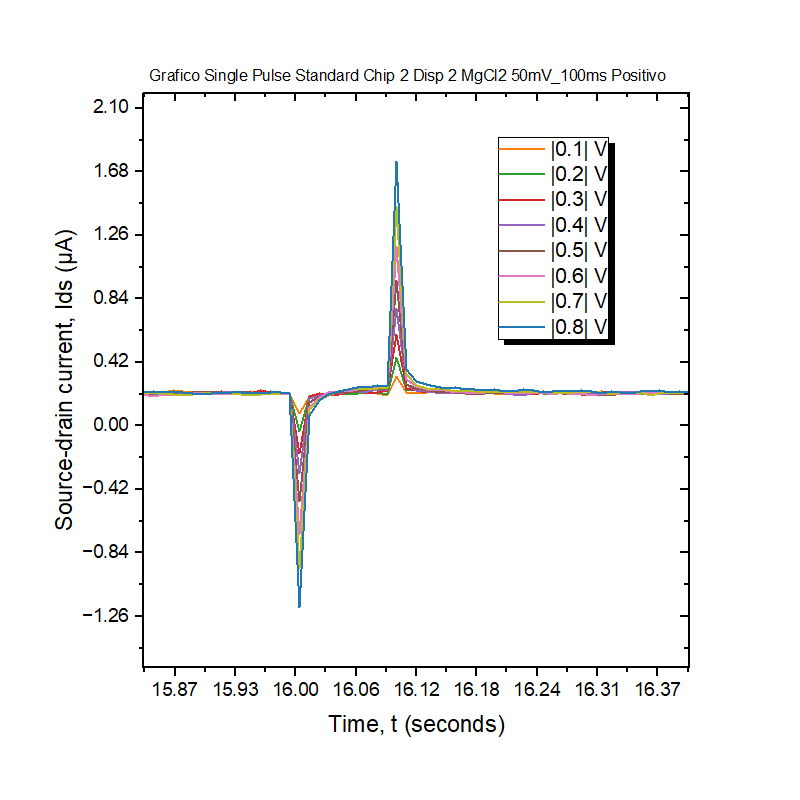 Grafico Single Pulse Standard Chip 2 Disp 2 MgCl2 50mV_100ms Positivo
|0.1| V
|0.2| V
|0.3| V
|0.4| V
|0.5| V
|0.6| V
|0.7| V
|0.8| V
2.10
1.68
1.26
0.84
0.42
0.00
−0.42
−0.84
−1.26
Source-drain current, Ids (µA)
15.87 15.93 16.00 16.06 16.12 16.18 16.24 16.31 16.37
Time, t (seconds)